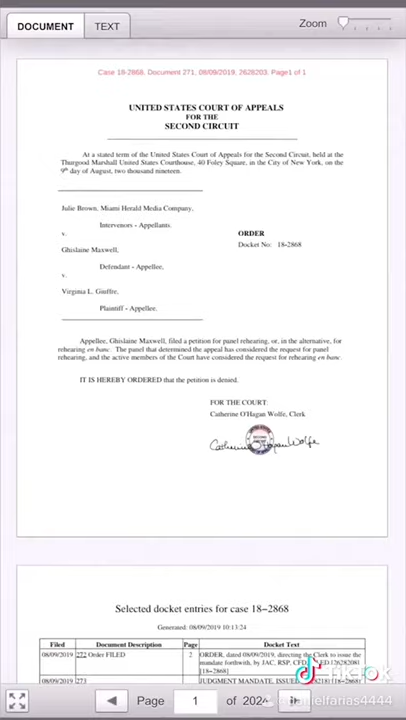 DOCUMENT
TEXT
Zoom
Case 18-2868, Document 271, 08/09/2019, 2628203, Page1 of 1
UNITED STATES COURT OF APPEALS
FOR THE
SECOND CIRCUIT
At a stated term of the United States Court of Appeals for the Second Circuit, held at the
Thurgood Marshall United States Courthouse, 40 Foley Square, in the City of New York, on the
9th day of August, two thousand nineteen.
Julie Brown, Miami Herald Media Company,
Intervenors - Appellants.
v.
Ghislaine Maxwell,
Defendant - Appellee,
v.
Virginia L. Giuffre,
Plaintiff - Appellee.
ORDER
Docket No: 18-2868
Appellee, Ghislaine Maxwell, filed a petition for panel rehearing, or, in the alternative, for
rehearing en banc. The panel that determined the appeal has considered the request for panel
rehearing, and the active members of the Court have considered the request for rehearing en banc.
IT IS HEREBY ORDERED that the petition is denied.
FOR THE COURT:
Catherine O'Hagan Wolfe, Clerk
Catherine O'Hagan Wolfe
SECOND
Selected docket entries for case 18−2868
Generated: 08/09/2019 10:13:24
Filed Document Description Page Docket Text
08/09/2019 272 Order FILED 2 ORDER, dated 08/09/2019, directing the Clerk to issue the
mandate forthwith, by JAC, RSP, CFD,
[18−2868]
08/09/2019 273 JUDGMENT MANDATE, ISSUED
TikTok
Page 1 of 2024
danielfarias4444